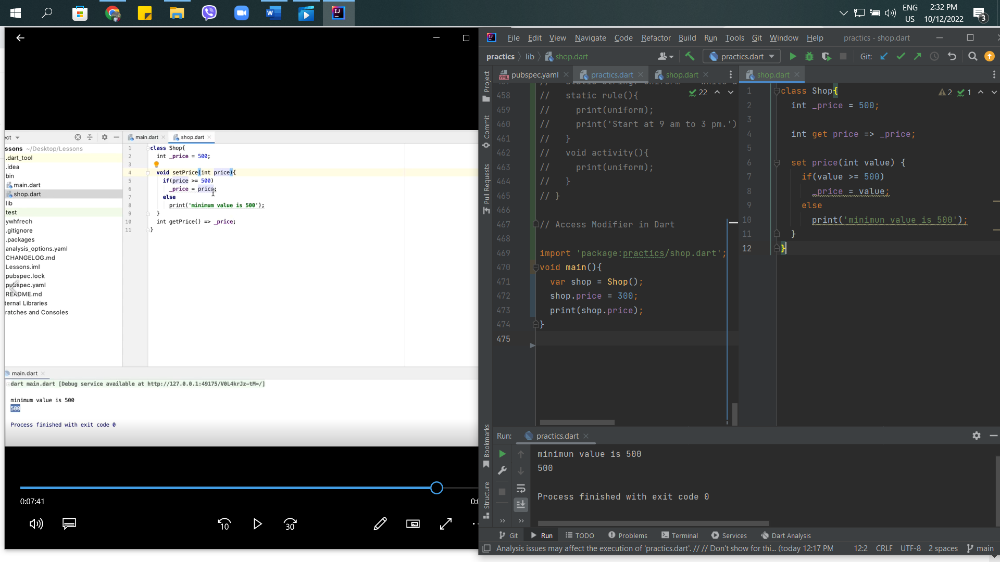 ENG
US
2:32 PM
10/12/2022
3
ect
ssons ~/Desktop/Lessons
.dart_tool
.idea
bin
main.dart
shop.dart
lib
test
ywhfrech
.gitignore
.packages
analysis_options.yaml
CHANGELOG.md
Lessons.iml
pubspec.lock
pubspec.yaml
README.md
ternal Libraries
ratches and Consoles
main.dart
shop.dart
1 class Shop{
2 int _price = 500;
3
4 void setPrice(int price){
5 if(price >= 500)
6 _price = price;
7 else
8 print('minimum value is 500');
9 }
10 int getPrice() => _price;
11 }
main.dart
dart main.dart [Debug service available at http://127.0.0.1:49175/V0L4krJz-tM=/]
minimum value is 500
500
Process finished with exit code 0
0:07:41
10
30
File Edit View Navigate Code Refactor Build Run Tools Git Window Help practics - shop.dart
practics lib shop.dart
practics.dart
Git:
Project
Commit
Pull Requests
Bookmarks
Structure
pubspec.yaml
practics.dart
shop.dart
22
458 // static rule(){
459 // print(uniform);
460 // print('Start at 9 am to 3 pm.')
461 // }
462 // void activity(){
463 // print(uniform);
464 // }
465 // }
466
467 // Access Modifier in Dart
468
469 import 'package:practics/shop.dart';
470 void main(){
471 var shop = Shop();
472 shop.price = 300;
473 print(shop.price);
474 }
475
shop.dart
2 1
1 class Shop{
2 int _price = 500;
3
4 int get price => _price;
5
6 set price(int value) {
7 if(value >= 500)
8 _price = value;
9 else
10 print('minimun value is 500');
11 }
12 }
Run: practics.dart
minimun value is 500
500
Process finished with exit code 0
Git Run TODO Problems Terminal Services Dart Analysis
Analysis issues may affect the execution of 'practics.dart'. // // Don't show for thi... (today 12:17 PM
12:2 CRLF UTF-8 2 spaces main